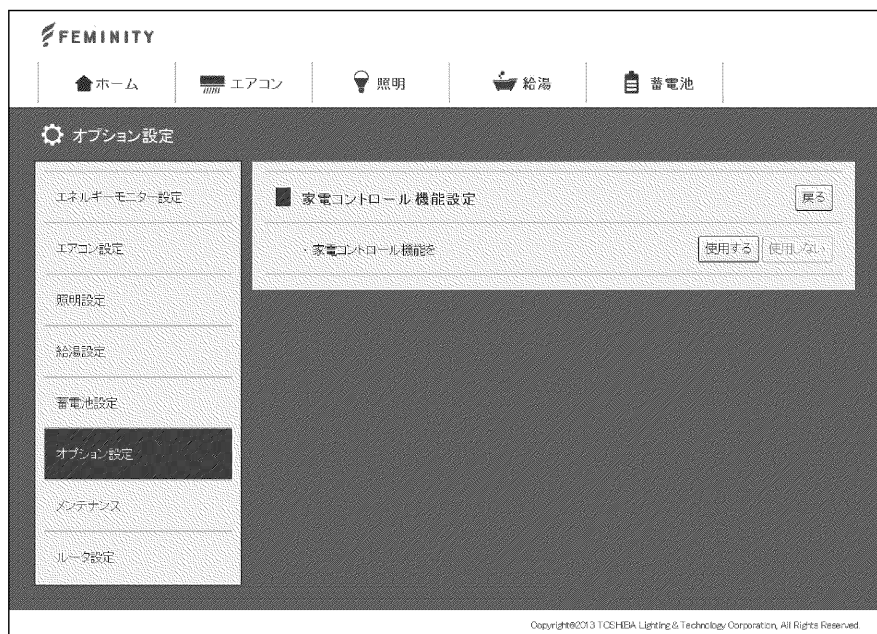 FEMINITY
ホーム エアコン 照明 給湯 蓄電池
オプション設定
エネルギーモニター設定
エアコン設定
照明設定
給湯設定
蓄電池設定
オプション設定
メンテナンス
ルータ設定
家電コントロール機能設定 戻る
・家電コントロール機能を 使用する 使用しない
Copyright©2013 TOSHIBA Lighting & Technology Corporation, All Rights Reserved.